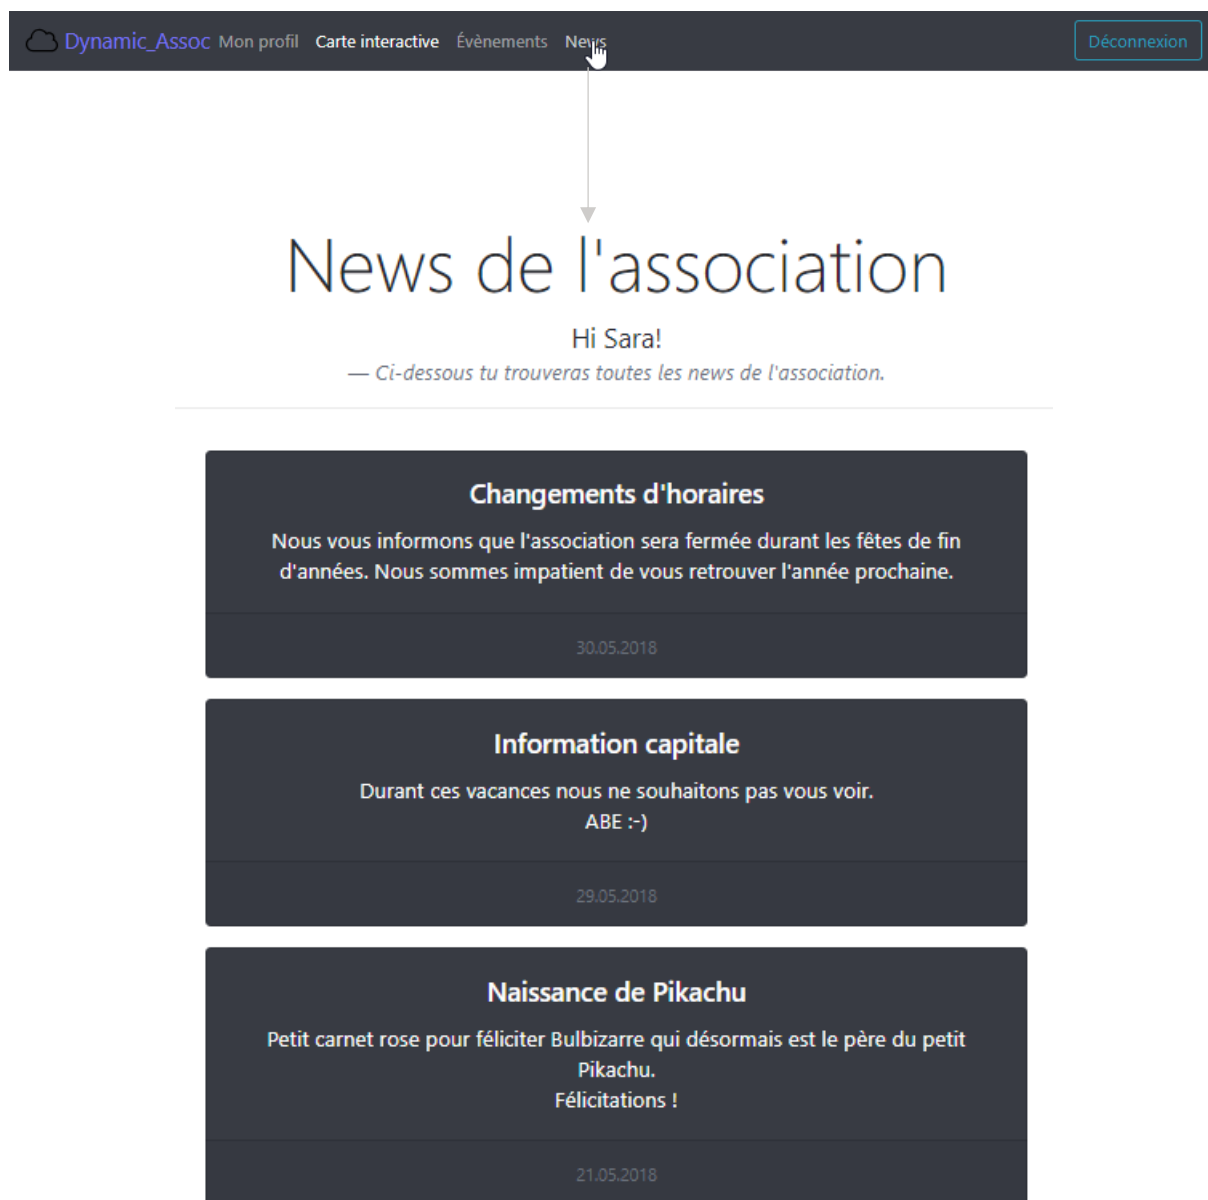 Dynamic_Assoc Mon profil Carte interactive Évènements News Déconnexion
News de l'association
Hi Sara!
— Ci-dessous tu trouveras toutes les news de l'association.
Changements d'horaires
Nous vous informons que l'association sera fermée durant les fêtes de fin
d'années. Nous sommes impatient de vous retrouver l'année prochaine.
30.05.2018
Information capitale
Durant ces vacances nous ne souhaitons pas vous voir.
ABE :-)
29.05.2018
Naissance de Pikachu
Petit carnet rose pour féliciter Bulbizarre qui désormais est le père du petit
Pikachu.
Félicitations !
21.05.2018